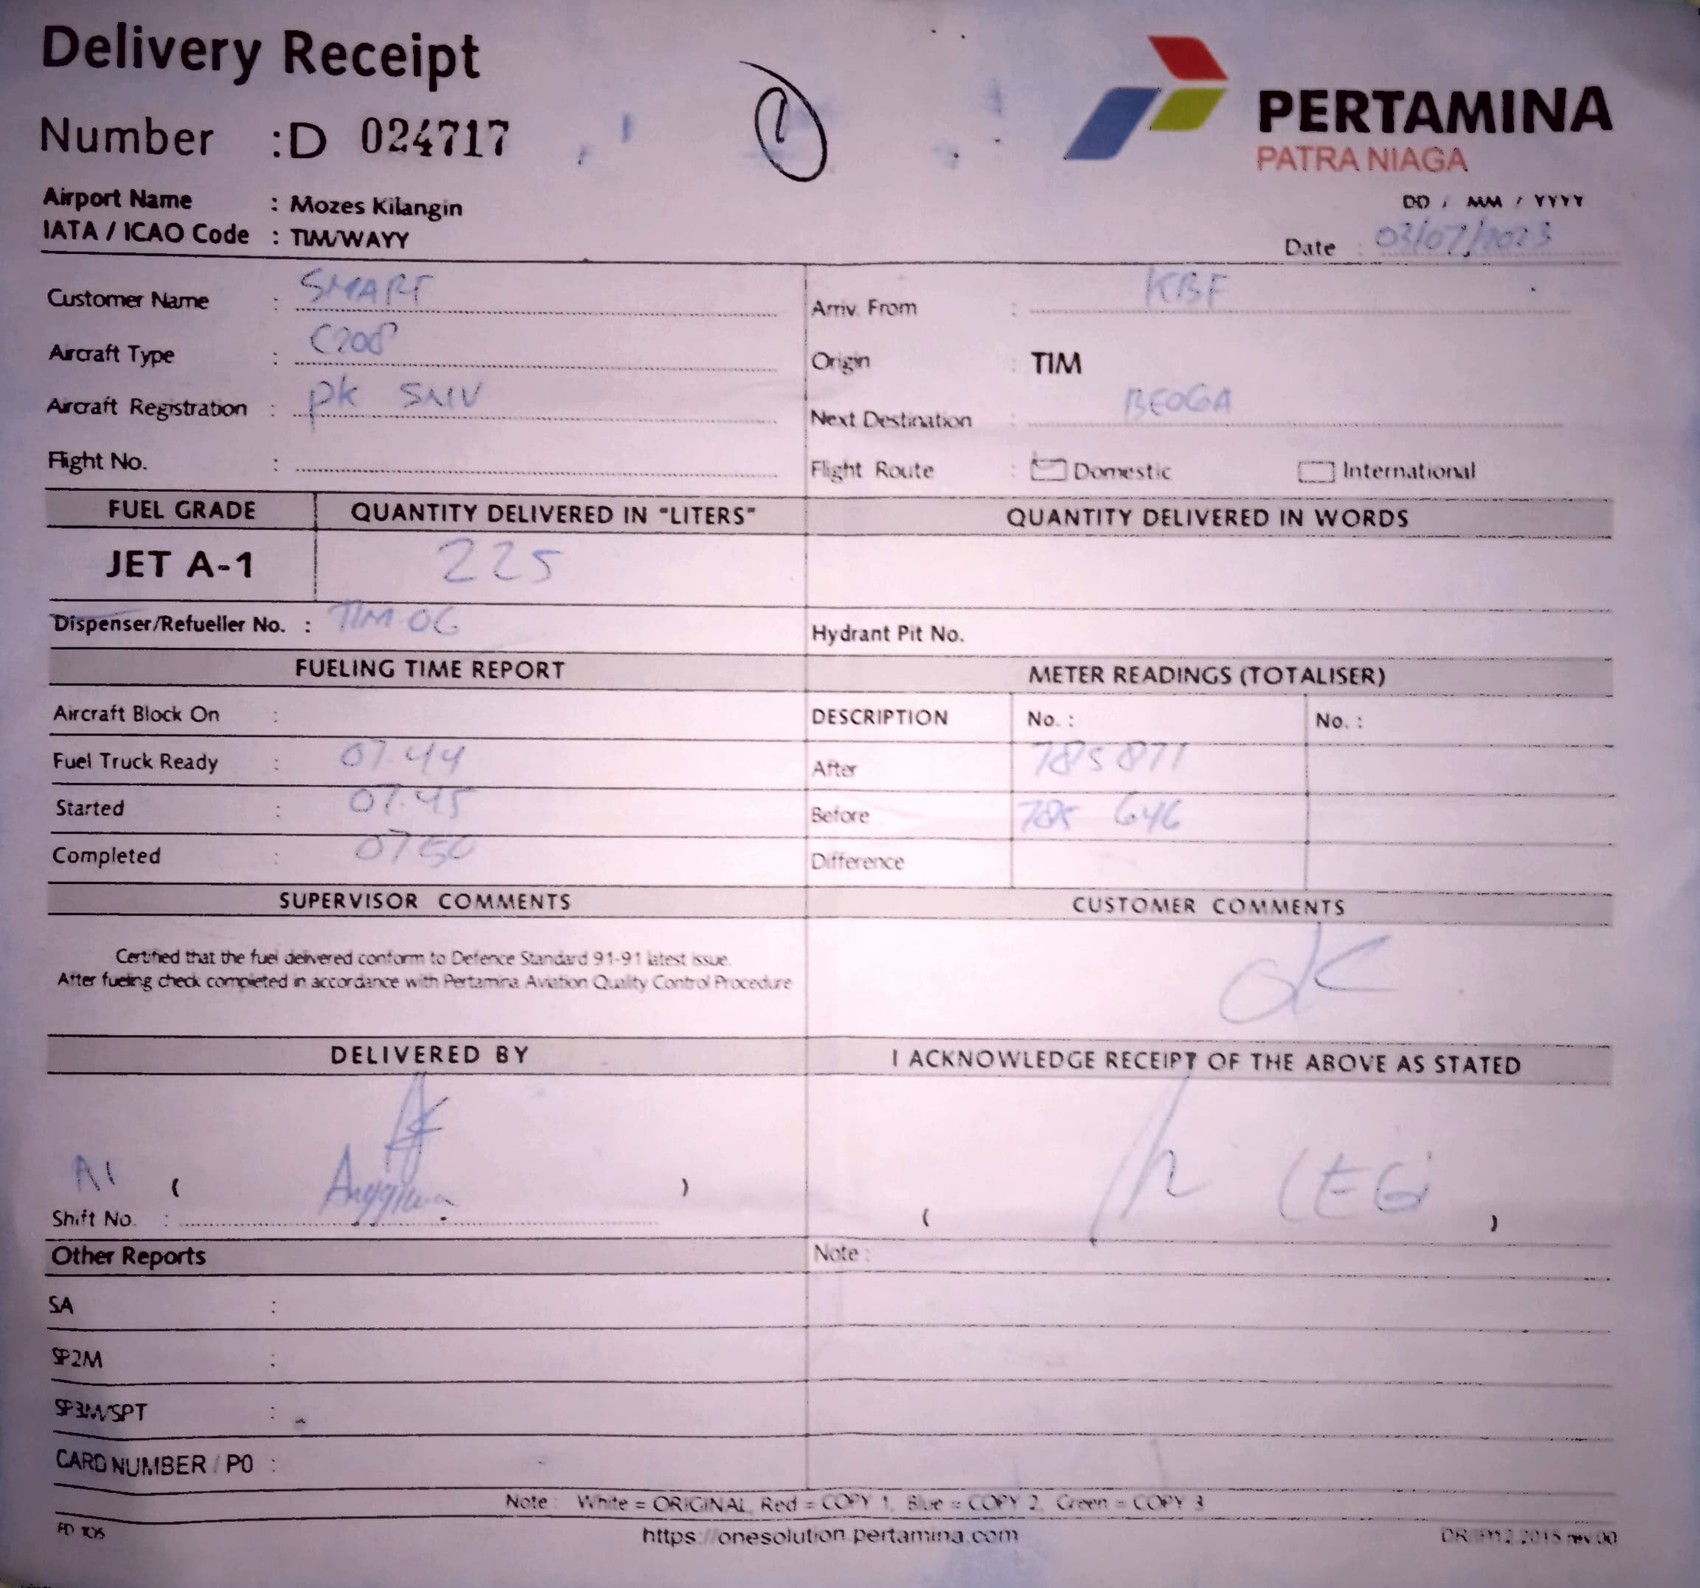 Delivery Receipt
Number : D 024717
1
PERTAMINA
PATRA NIAGA
Airport Name : Mozes Kilangin
IATA / ICAO Code : TIM/WAYY
DD / MM / YYYY
Date : 03/07/2023
Customer Name : SMART
Arriv. From : KBF
Aircraft Type : C208
Origin : TIM
Aircraft Registration : PK SNV
Next Destination : BEOGA
Flight No. :
Flight Route : Domestic International
FUEL GRADE QUANTITY DELIVERED IN "LITERS" QUANTITY DELIVERED IN WORDS
JET A-1 225
Dispenser/Refueller No. : TIM.06
Hydrant Pit No.
FUELING TIME REPORT METER READINGS (TOTALISER)
Aircraft Block On : DESCRIPTION No. : No. :
Fuel Truck Ready : 07.44 After 785 871
Started : 07.45 Before 785 646
Completed : 0750 Difference
SUPERVISOR COMMENTS CUSTOMER COMMENTS
Certified that the fuel delivered conform to Defence Standard 91-91 latest issue.
After fueling check completed in accordance with Pertamina Aviation Quality Control Procedure
OK
DELIVERED BY I ACKNOWLEDGE RECEIPT OF THE ABOVE AS STATED
A1 ( )
Shift No. : ( )
Other Reports Note :
SA :
SP2M :
SP3M/SPT :
CARD NUMBER / PO :
Note : White = ORIGINAL, Red = COPY 1, Blue = COPY 2, Green = COPY 3
https://onesolution.pertamina.com